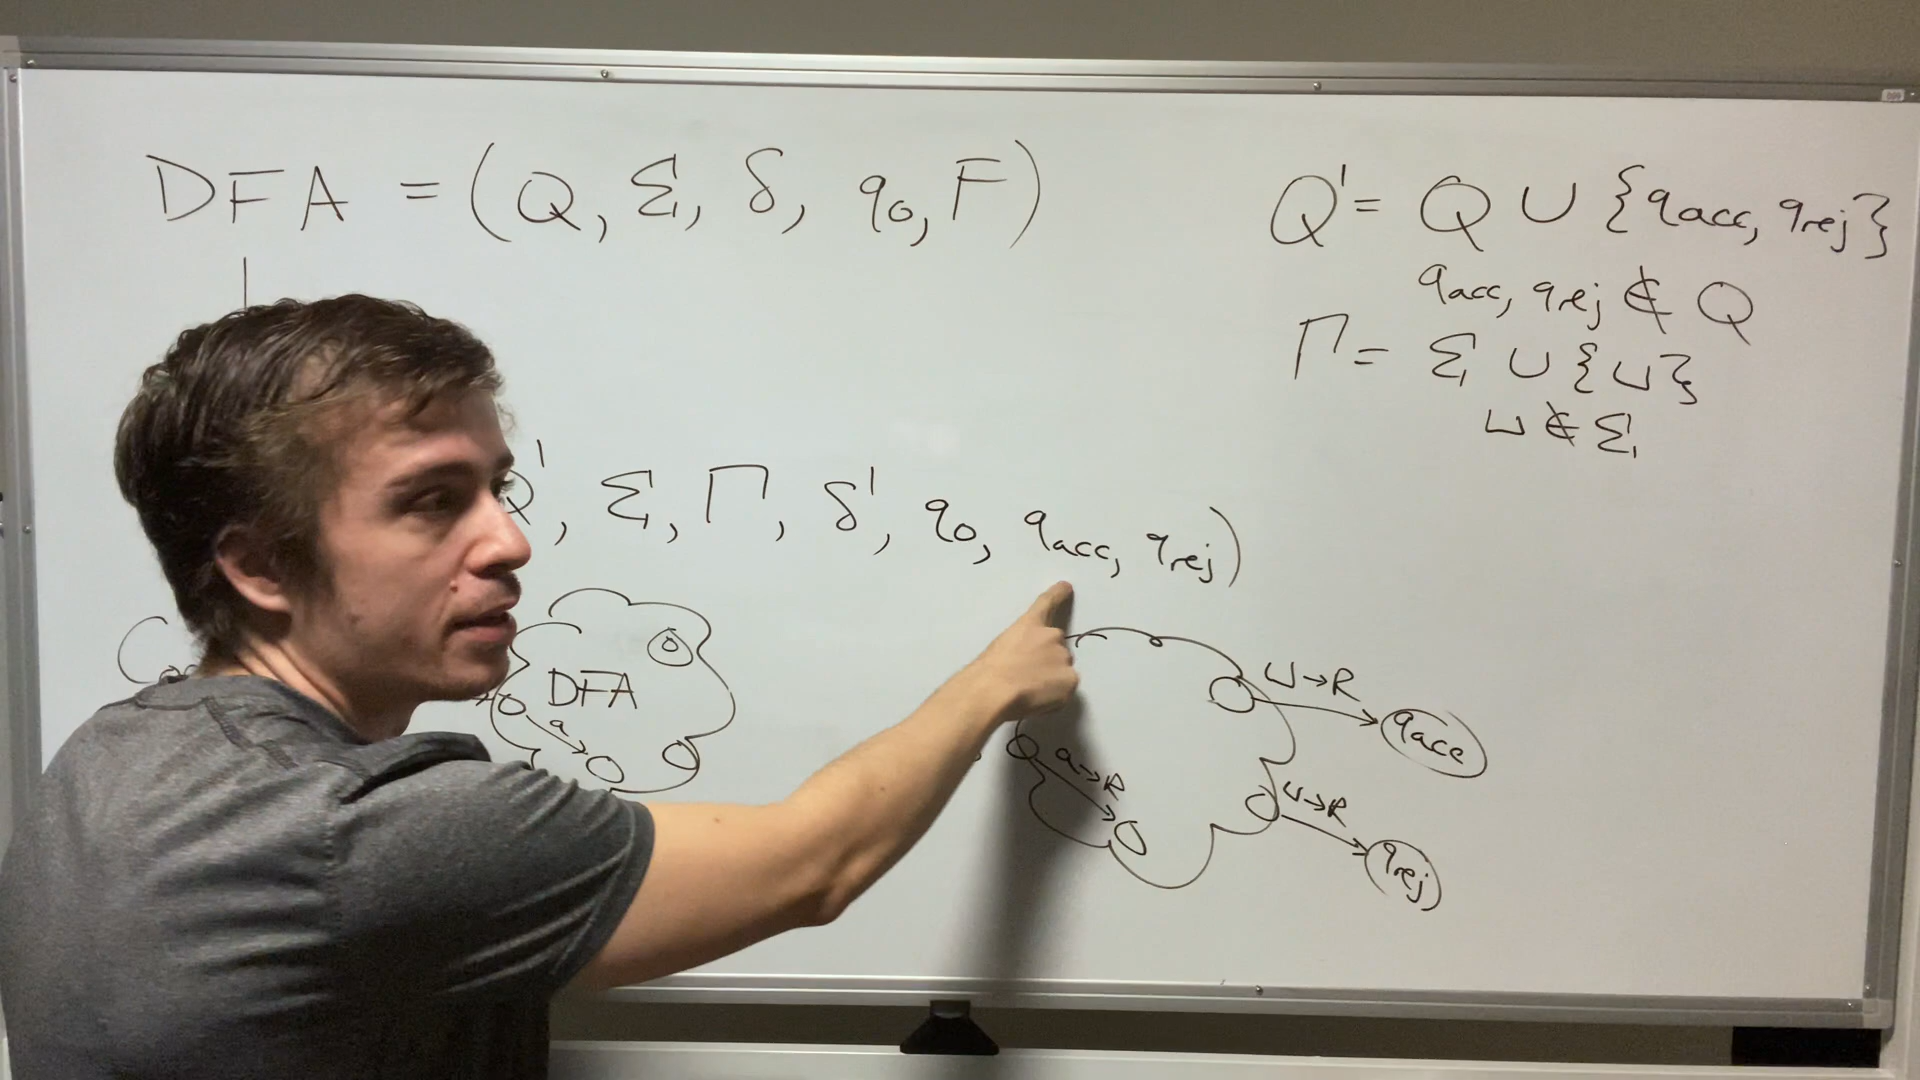 DFA = (Q, Σ, δ, q₀, F)
Q' = Q ∪ {qacc, qrej}
qacc, qrej ∉ Q
Γ = Σ ∪ {⊔}
⊔ ∉ Σ
Q', Σ, Γ, δ', q₀, qacc, qrej)
DFA
a
a→R
⊔→R
qacc
⊔→R
qrej